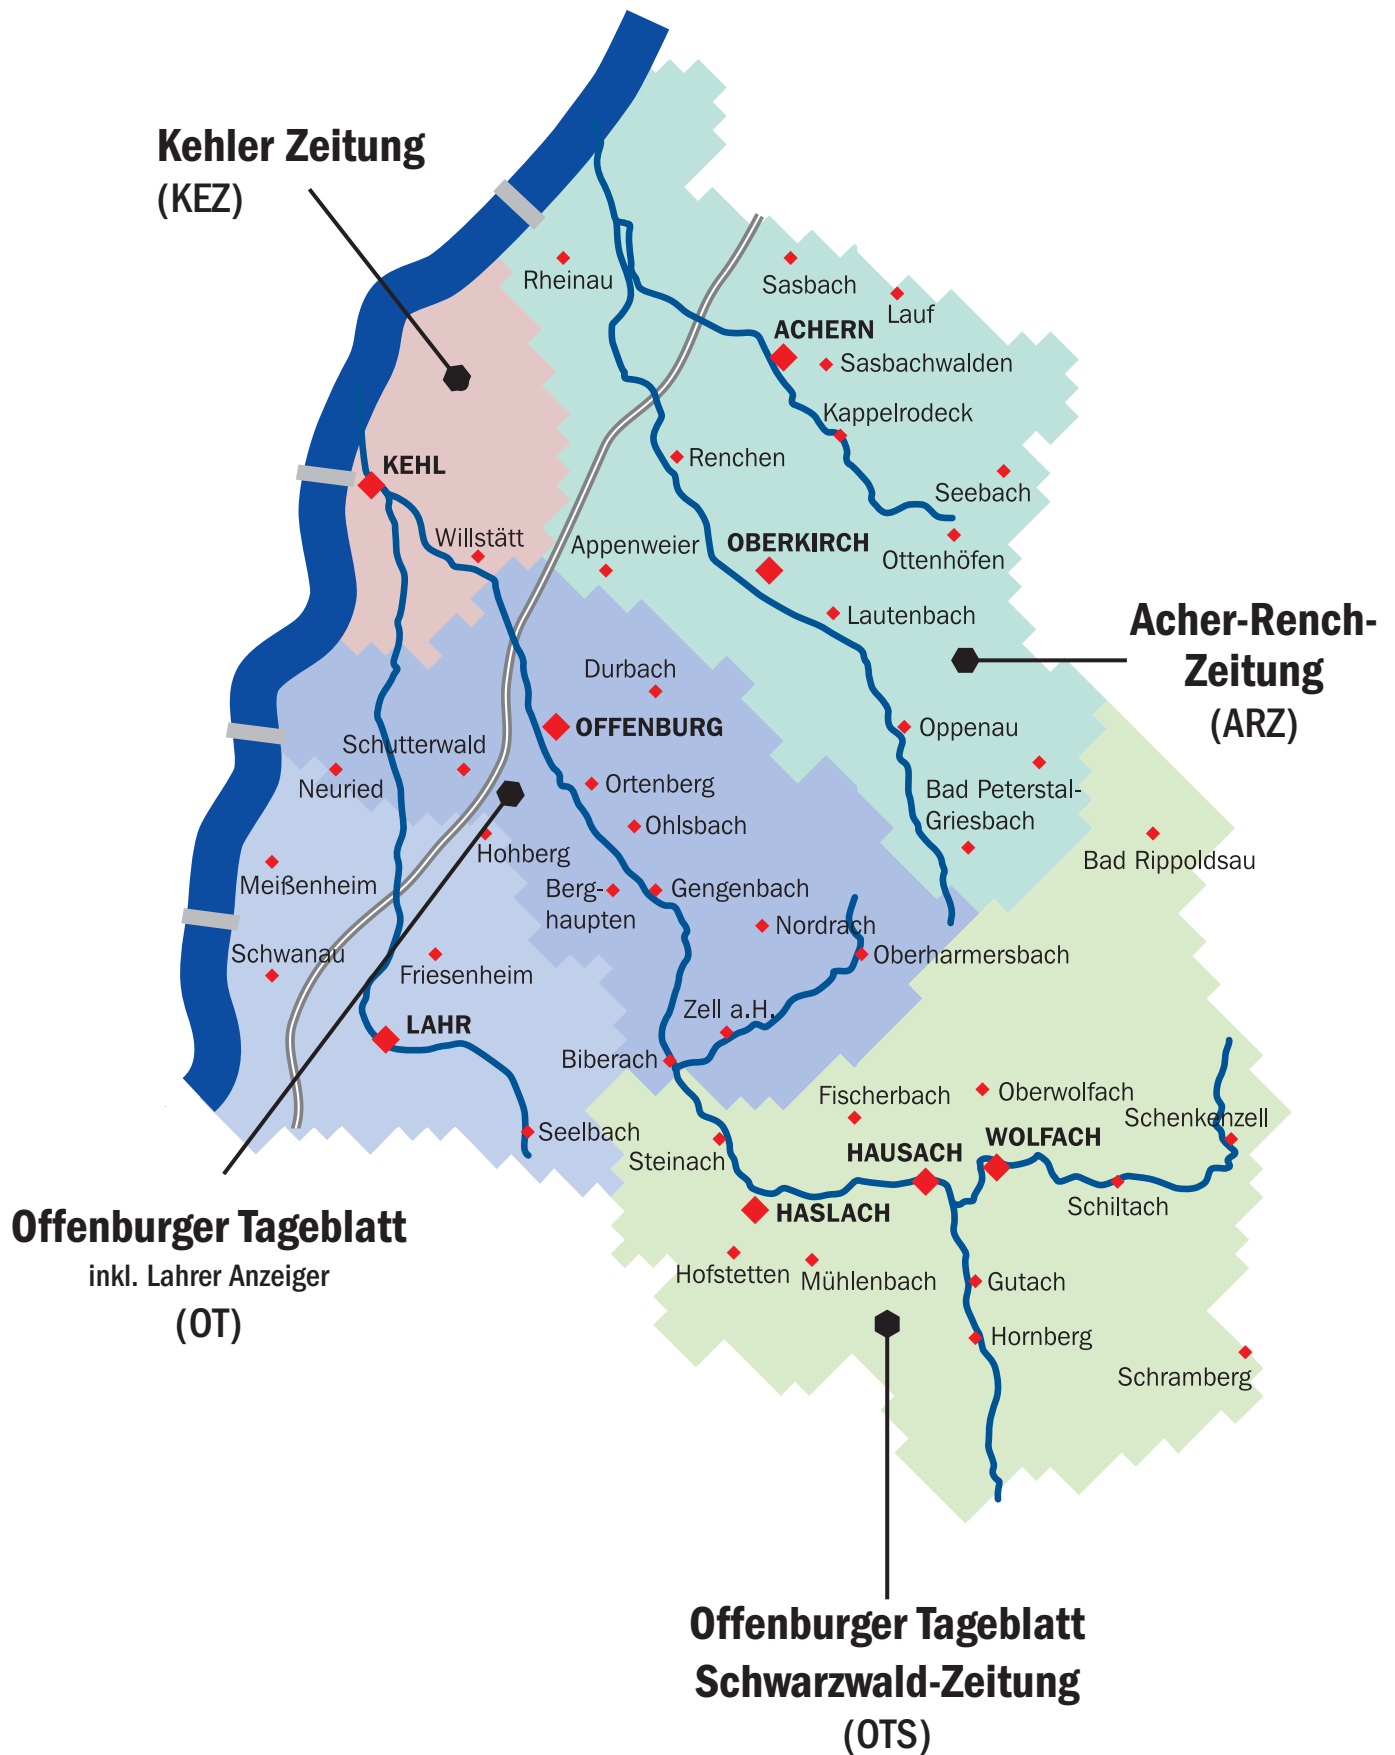 Kehler Zeitung
(KEZ)
Rheinau
Sasbach
Lauf
ACHERN
Sasbachwalden
Kappelrodeck
KEHL
Renchen
Seebach
Willstätt
Appenweier
OBERKIRCH
Ottenhöfen
Lautenbach
Acher-Rench-
Zeitung
(ARZ)
Durbach
OFFENBURG
Oppenau
Schutterwald
Neuried
Ortenberg
Bad Peterstal-
Griesbach
Ohlsbach
Hohberg
Bad Rippoldsau
Meißenheim
Berg-
haupten
Gengenbach
Nordrach
Schwanau
Friesenheim
Oberharmersbach
Zell a.H.
LAHR
Biberach
Fischerbach
Oberwolfach
Schenkenzell
Seelbach
Steinach
HAUSACH
WOLFACH
Schiltach
HASLACH
Offenburger Tageblatt
inkl. Lahrer Anzeiger
(OT)
Hofstetten
Mühlenbach
Gutach
Hornberg
Schramberg
Offenburger Tageblatt
Schwarzwald-Zeitung
(OTS)